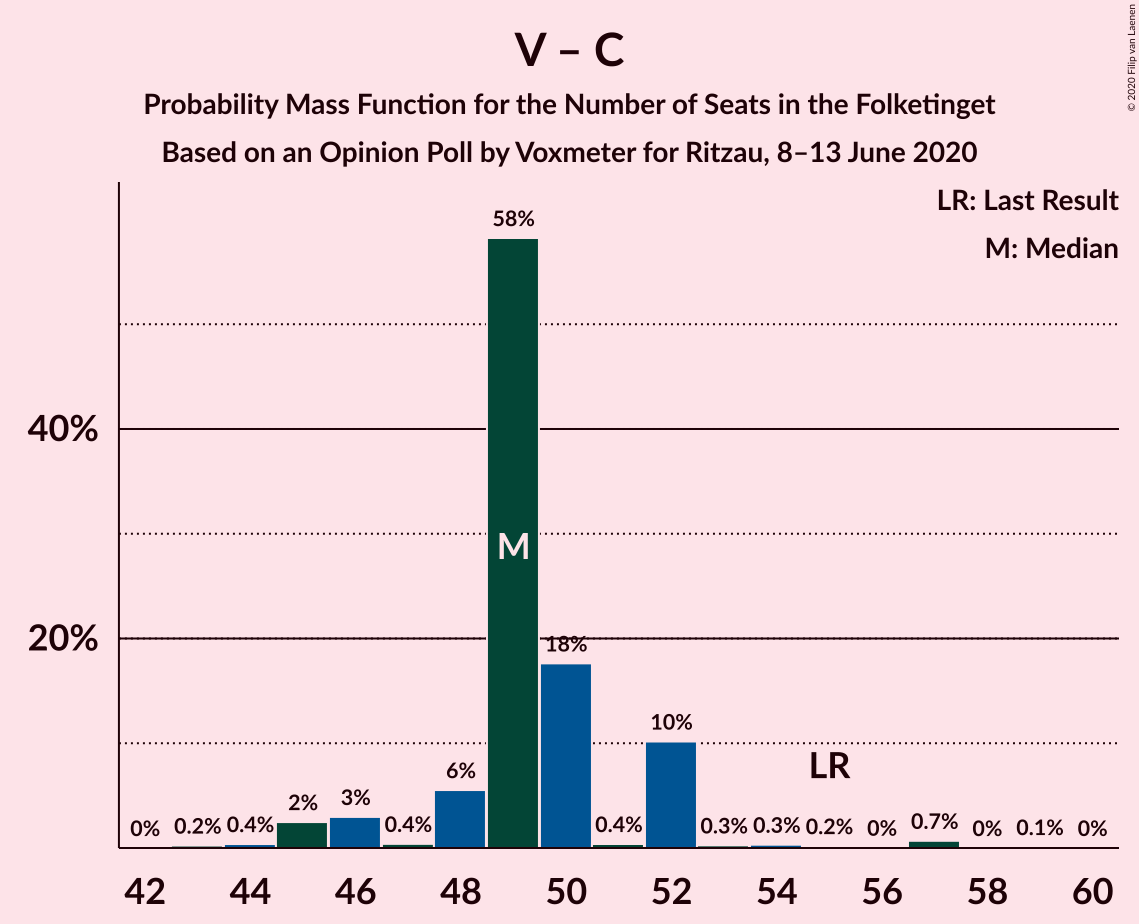 V – C
Probability Mass Function for the Number of Seats in the Folketinget
Based on an Opinion Poll by Voxmeter for Ritzau, 8–13 June 2020
© 2020 Filip van Laenen
LR: Last Result
M: Median
58%
40%
M
20%
18%
10%
LR
6%
3%
2%
0% 0.2% 0.4% 0.4% 0.4% 0.3% 0.3% 0.2% 0% 0.7% 0% 0.1% 0%
42 44 46 48 50 52 54 56 58 60